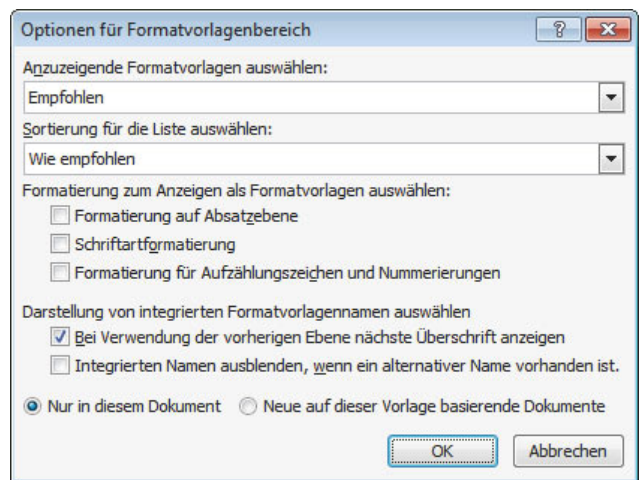 Optionen für Formatvorlagenbereich
Anzuzeigende Formatvorlagen auswählen:
Empfohlen
Sortierung für die Liste auswählen:
Wie empfohlen
Formatierung zum Anzeigen als Formatvorlagen auswählen:
Formatierung auf Absatzebene
Schriftartformatierung
Formatierung für Aufzählungszeichen und Nummerierungen
Darstellung von integrierten Formatvorlagennamen auswählen
Bei Verwendung der vorherigen Ebene nächste Überschrift anzeigen
Integrierten Namen ausblenden, wenn ein alternativer Name vorhanden ist.
Nur in diesem Dokument Neue auf dieser Vorlage basierende Dokumente
OK Abbrechen